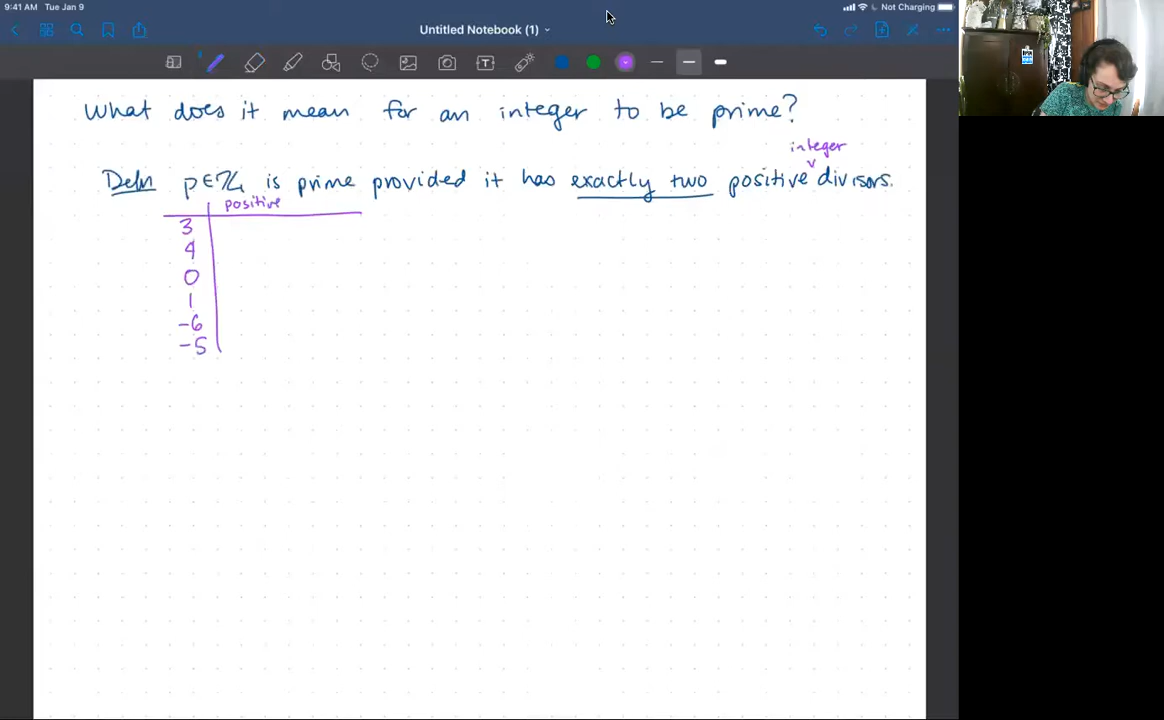 9:41 AM Tue Jan 9
Not Charging
Untitled Notebook (1)
What does it mean for an integer to be prime?
integer
Defn p∈ℤ is prime provided it has exactly two positive divisors.
positive
3
4
0
1
-6
-5